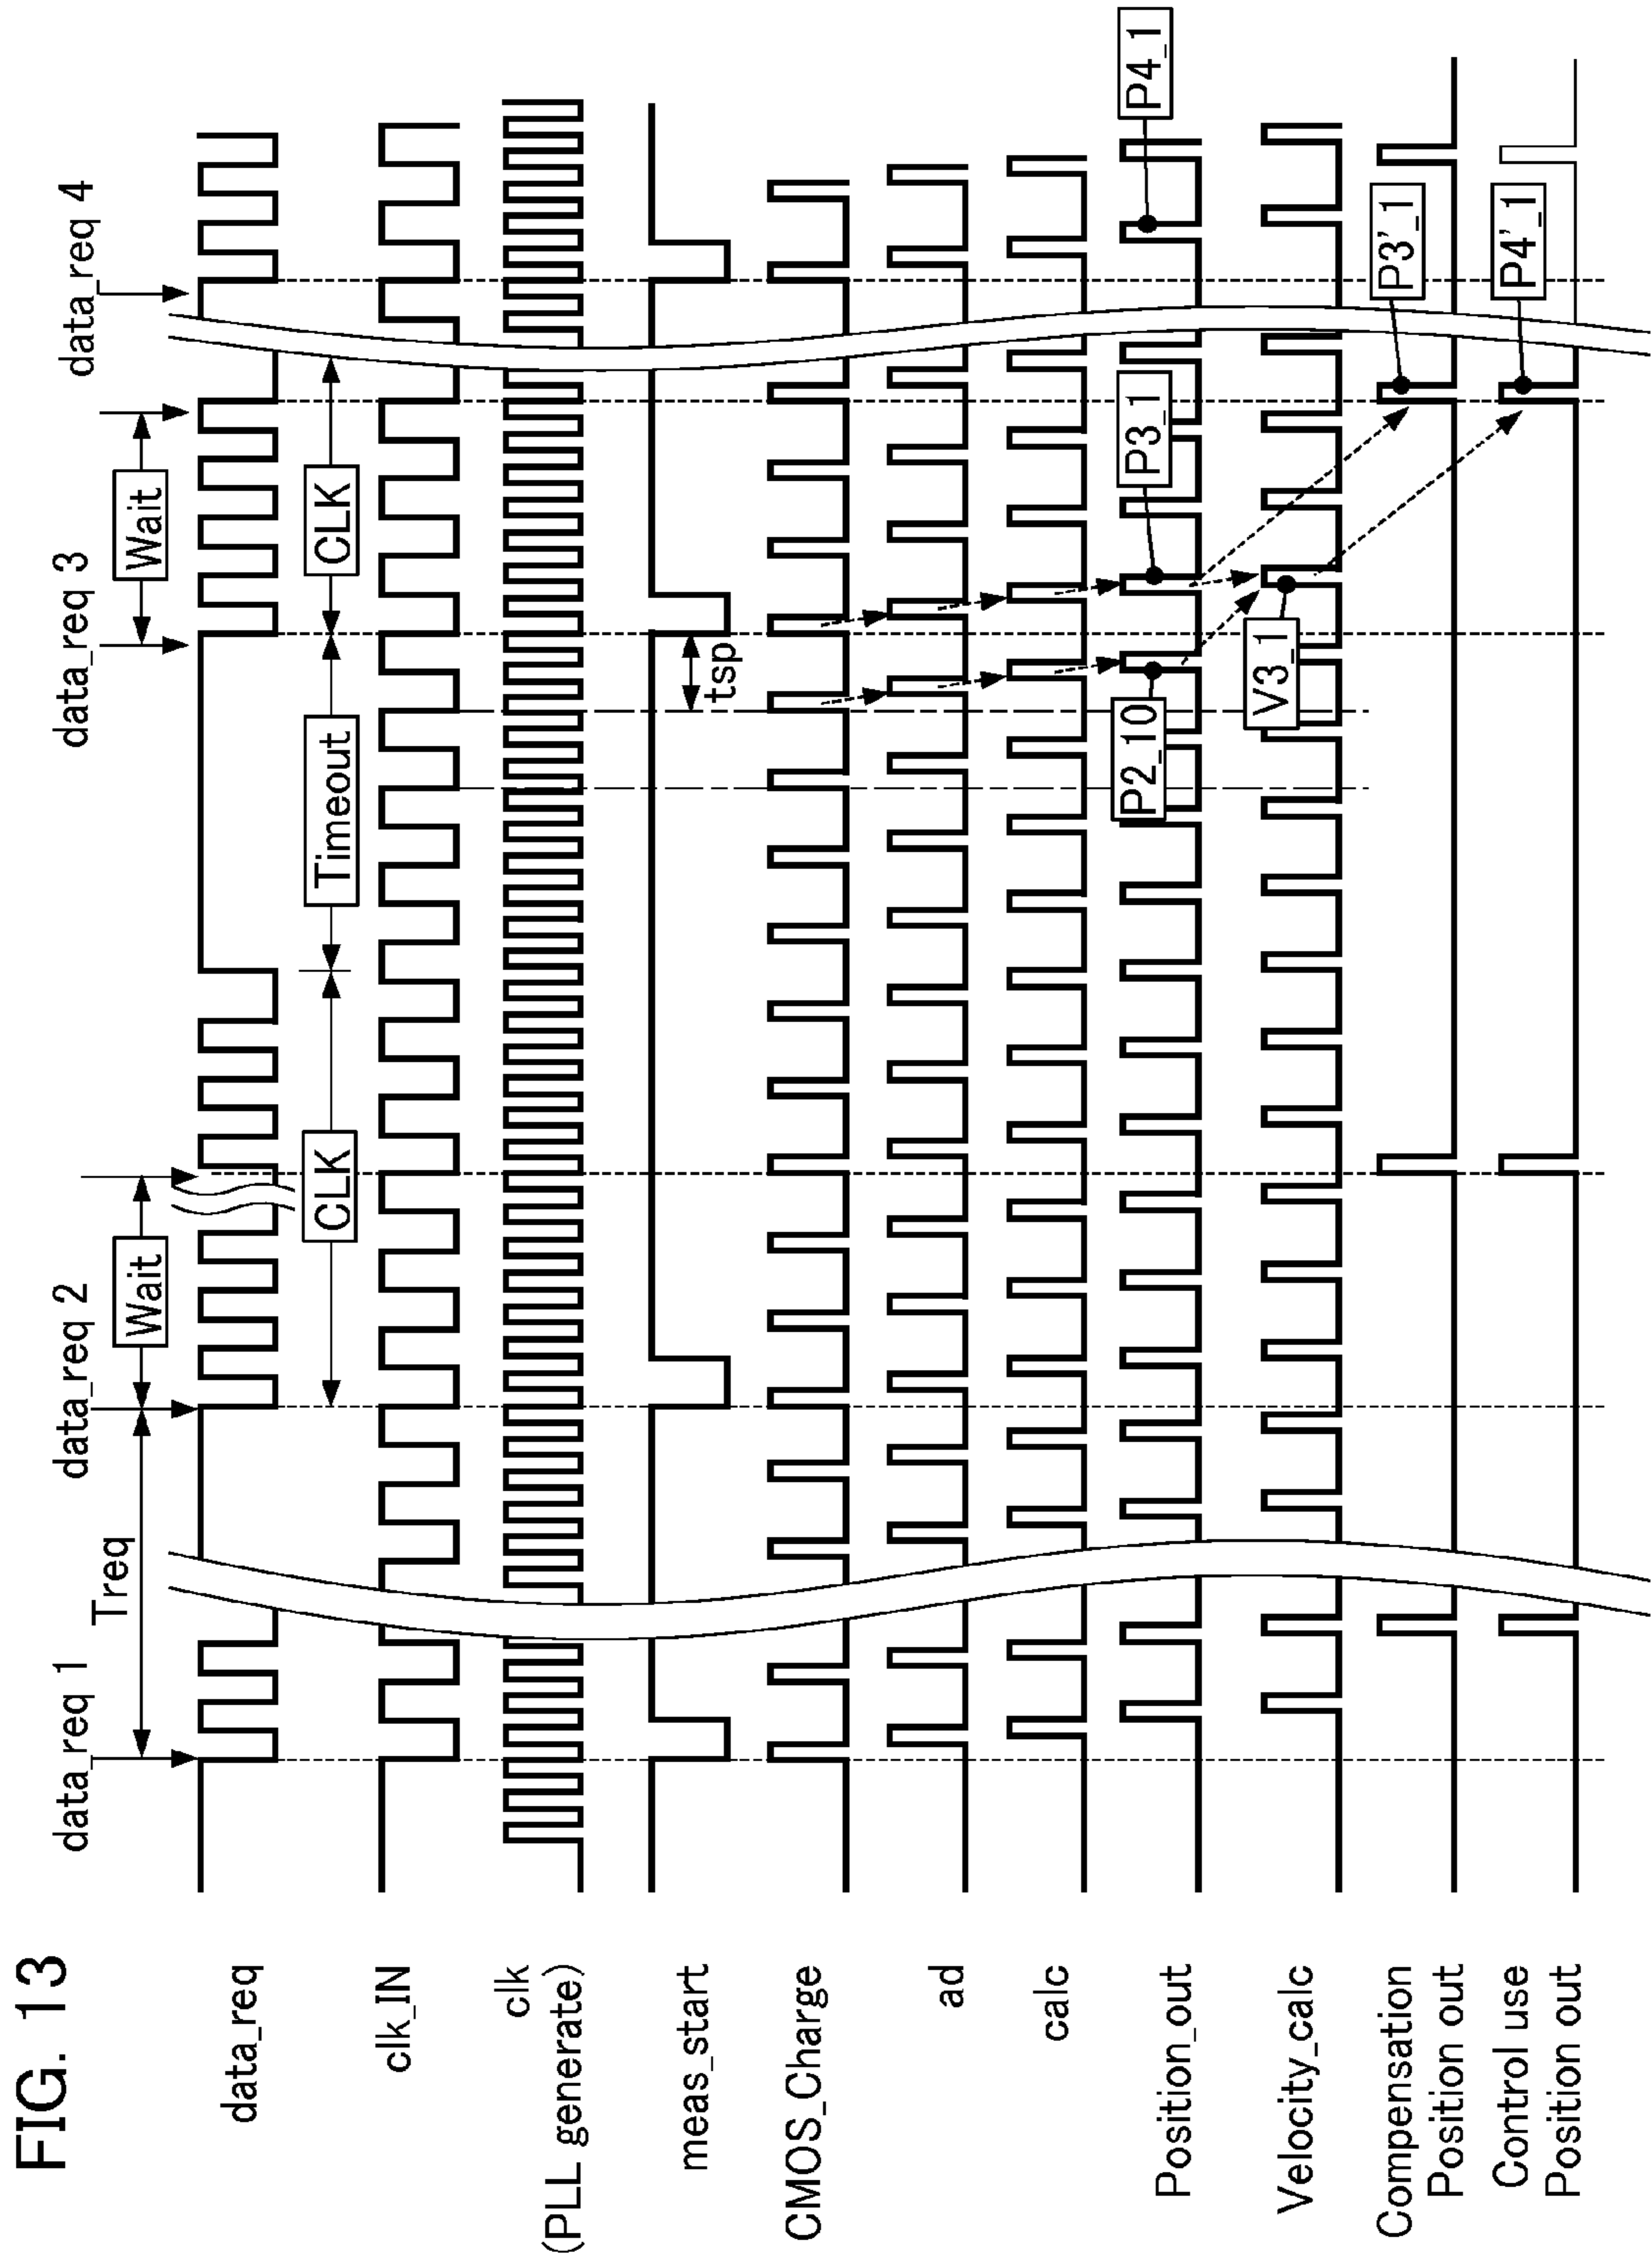 FIG. 13
data_req 1
Treq
data_req 2
Wait
data_req 3
Wait
data_req 4
data_req
CLK
Timeout
CLK
clk_IN
clk
(PLL generate)
meas_start
tsp
CMOS_Charge
ad
calc
Position_out
P2_10
P3_1
P4_1
Velocity_calc
V3_1
Compensation
Position out
P3'_1
Control use
Position out
P4'_1